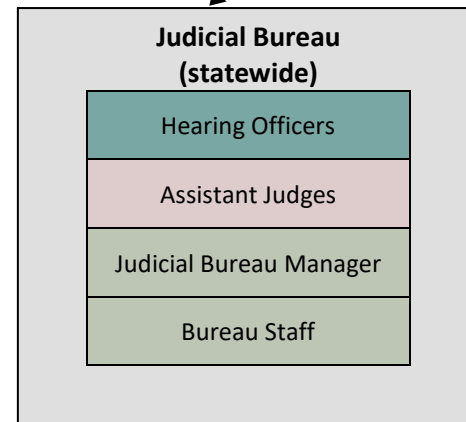 Judicial Bureau
(statewide)
Hearing Officers
Assistant Judges
Judicial Bureau Manager
Bureau Staff